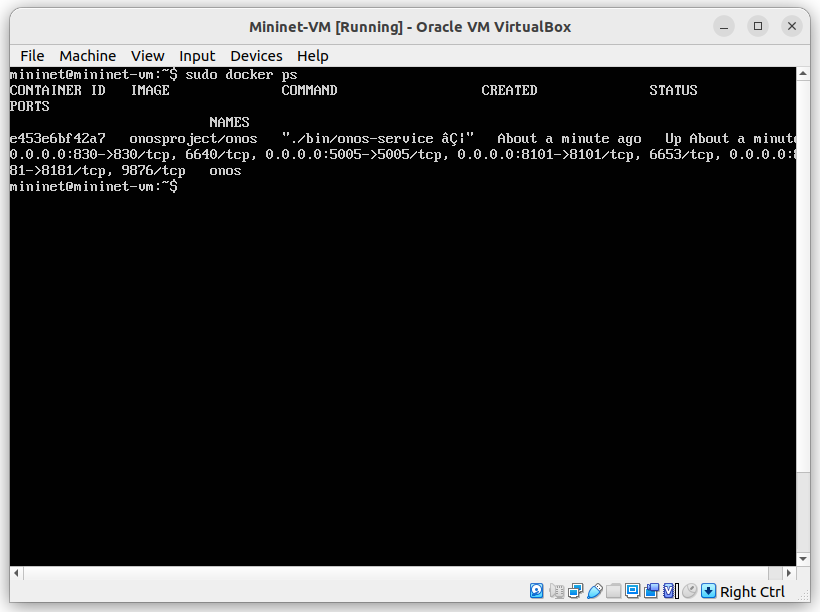 Mininet-VM [Running] - Oracle VM VirtualBox
File Machine View Input Devices Help
mininet@mininet-vm:~$ sudo docker ps
CONTAINER ID IMAGE COMMAND CREATED STATUS
PORTS
NAMES
e453e6bf42a7 onosproject/onos "./bin/onos-service âÇ¦" About a minute ago Up About a minute
0.0.0.0:830->830/tcp, 6640/tcp, 0.0.0.0:5005->5005/tcp, 0.0.0.0:8101->8101/tcp, 6653/tcp, 0.0.0.0:8
81->8181/tcp, 9876/tcp onos
mininet@mininet-vm:~$
Right Ctrl